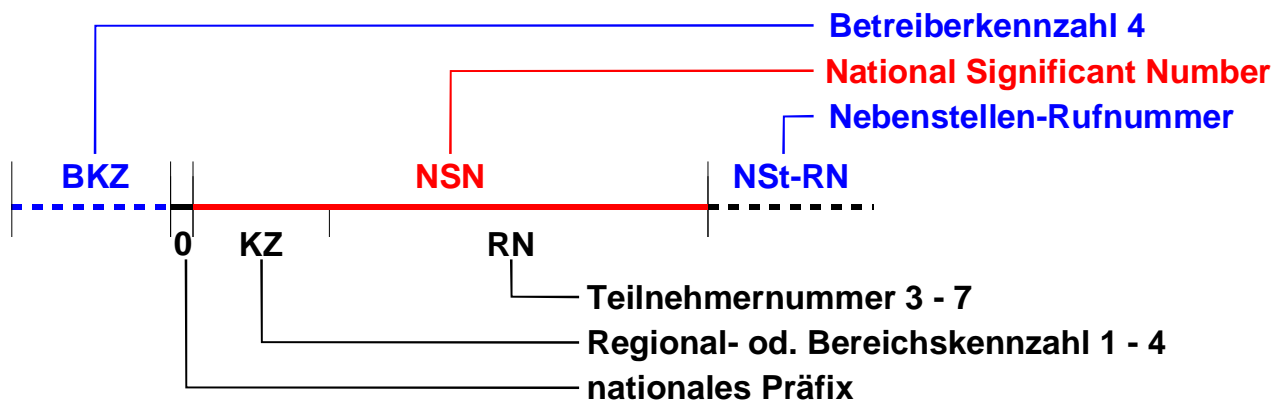 Betreiberkennzahl 4
National Significant Number
Nebenstellen-Rufnummer
BKZ NSN NSt-RN
0 KZ RN
Teilnehmernummer 3 - 7
Regional- od. Bereichskennzahl 1 - 4
nationales Präfix